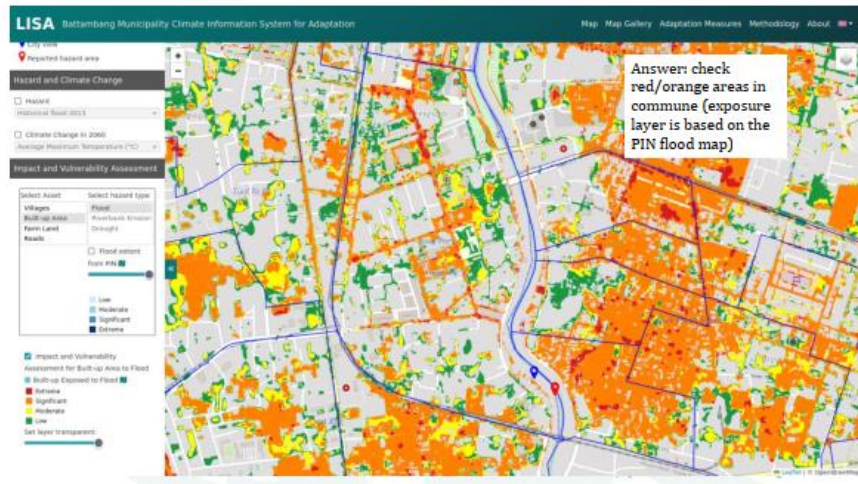 LISA Battambang Municipality Climate Information System for Adaptation
Map Map Gallery Adaptation Measures Methodology About
City view
Reported hazard area
Hazard and Climate Change
Hazard
Historical flood 2013
Climate Change in 2060
Average Maximum Temperature (°C)
Impact and Vulnerability Assessment
Select Asset
Villages
Built-up Area
Farm Land
Roads
Select hazard type
Flood
Riverbank Erosion
Drought
Flood extent
from PIN
Low
Moderate
Significant
Extreme
Impact and Vulnerability
Assessment for Built-up Area to Flood
Built-up Exposed to Flood
Extreme
Significant
Moderate
Low
Set layer transparent:
+
−
Answer: check
red/orange areas in
commune (exposure
layer is based on the
PIN flood map)
Leaflet | © OpenStreetMap